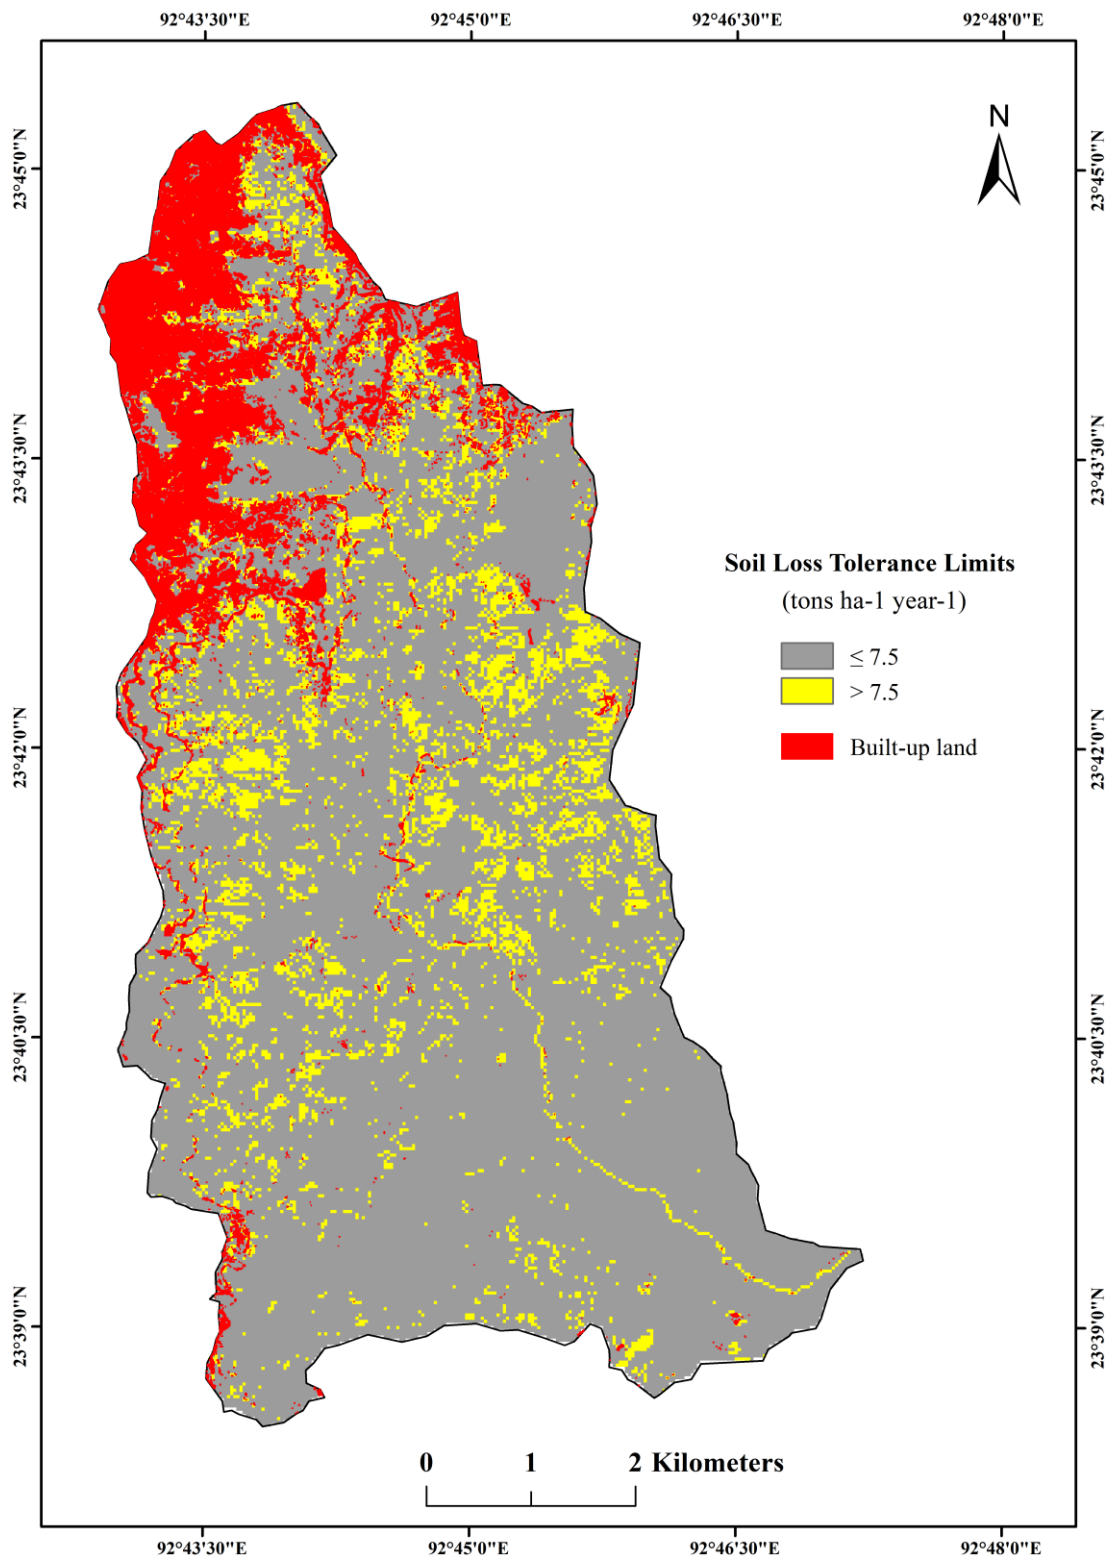 92°43'30"E 92°45'0"E 92°46'30"E 92°48'0"E
N
23°45'0"N 23°45'0"N
23°43'30"N 23°43'30"N
Soil Loss Tolerance Limits
(tons ha-1 year-1)
≤ 7.5
> 7.5
Built-up land
23°42'0"N 23°42'0"N
23°40'30"N 23°40'30"N
23°39'0"N 23°39'0"N
0 1 2 Kilometers
92°43'30"E 92°45'0"E 92°46'30"E 92°48'0"E